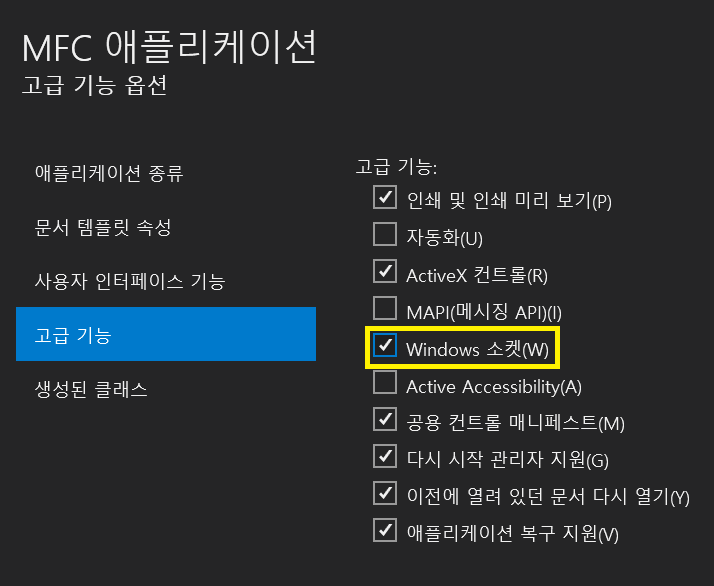 MFC 애플리케이션
고급 기능 옵션
애플리케이션 종류
문서 템플릿 속성
사용자 인터페이스 기능
고급 기능
생성된 클래스
고급 기능:
인쇄 및 인쇄 미리 보기(P)
자동화(U)
ActiveX 컨트롤(R)
MAPI(메시징 API)(I)
Windows 소켓(W)
Active Accessibility(A)
공용 컨트롤 매니페스트(M)
다시 시작 관리자 지원(G)
이전에 열려 있던 문서 다시 열기(Y)
애플리케이션 복구 지원(V)